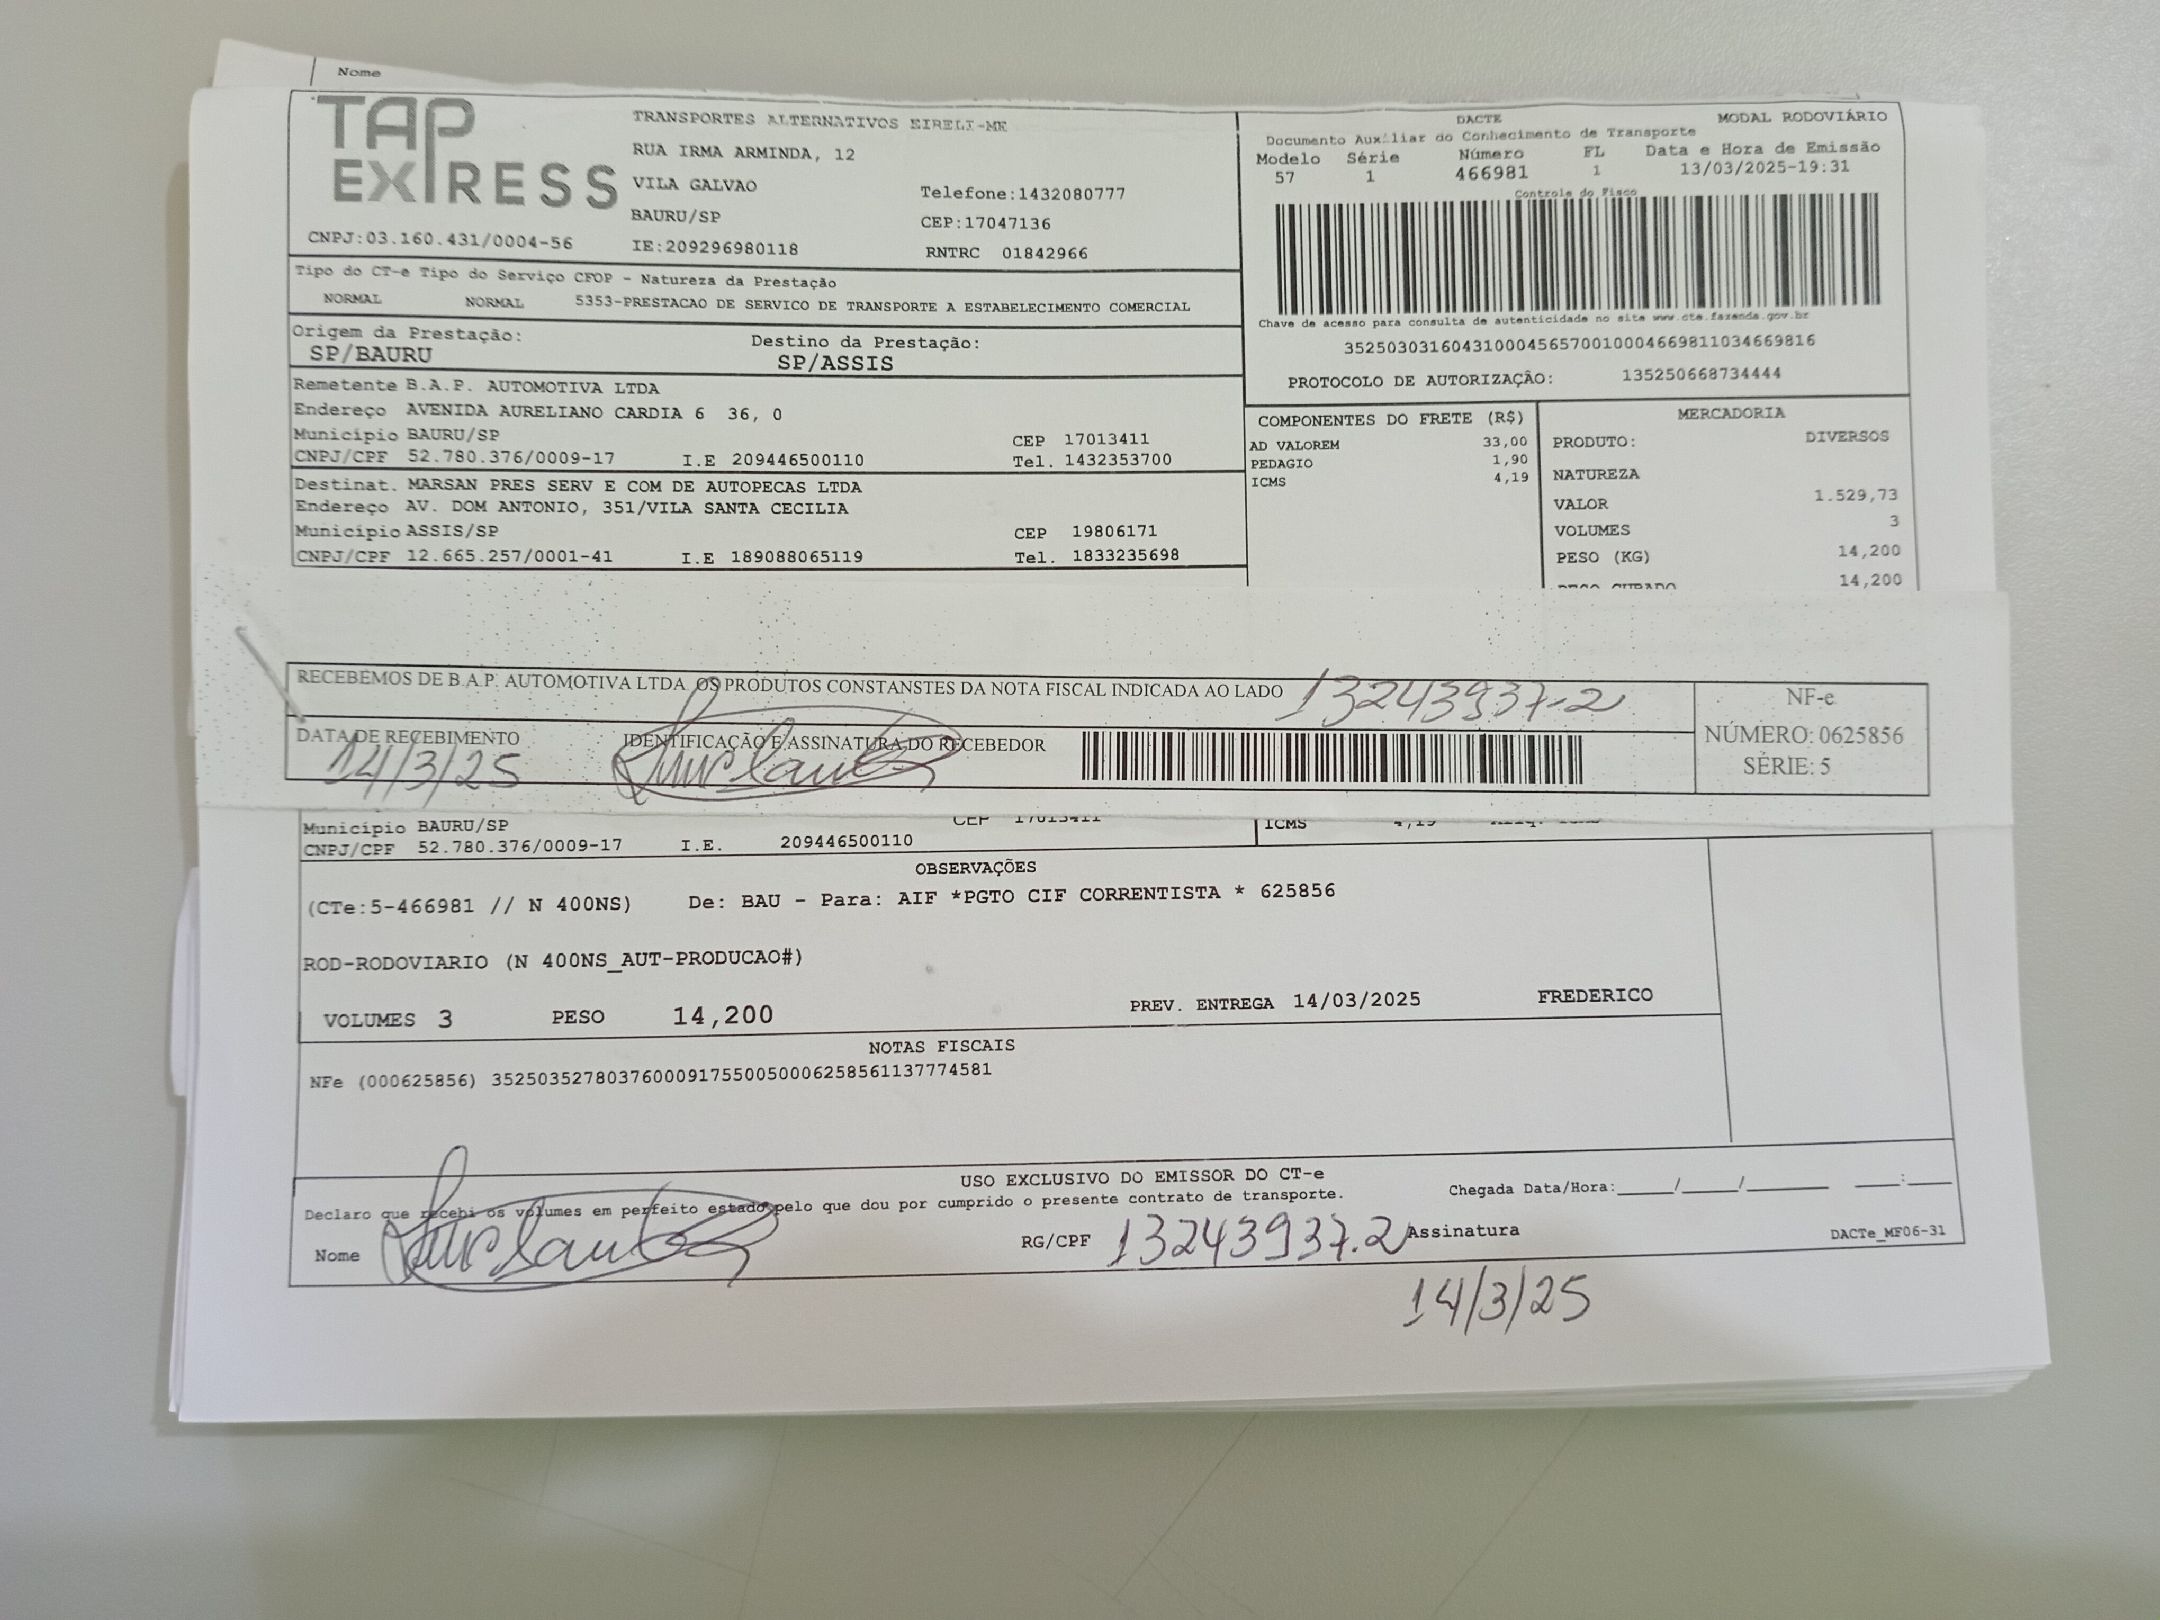 Nome
TAP EXPRESS
TRANSPORTES ALTERNATIVOS EIRELI-ME
RUA IRMA ARMINDA, 12
VILA GALVAO Telefone:1432080777
BAURU/SP CEP:17047136
CNPJ:03.160.431/0004-56 IE:209296980118 RNTRC 01842966
DACTE MODAL RODOVIÁRIO
Documento Auxiliar do Conhecimento de Transporte
Modelo Série Número FL Data e Hora de Emissão
57 1 466981 1 13/03/2025-19:31
Controle do Fisco
Chave de acesso para consulta de autenticidade no site www.cte.fazenda.gov.br
35250303160431000456570010004669811034669816
PROTOCOLO DE AUTORIZAÇÃO: 135250668734444
Tipo do CT-e Tipo do Serviço CFOP - Natureza da Prestação
NORMAL NORMAL 5353-PRESTACAO DE SERVICO DE TRANSPORTE A ESTABELECIMENTO COMERCIAL
Origem da Prestação: Destino da Prestação:
SP/BAURU SP/ASSIS
Remetente B.A.P. AUTOMOTIVA LTDA
Endereço AVENIDA AURELIANO CARDIA 6 36, 0
Município BAURU/SP CEP 17013411
CNPJ/CPF 52.780.376/0009-17 I.E 209446500110 Tel. 1432353700
Destinat. MARSAN PRES SERV E COM DE AUTOPECAS LTDA
Endereço AV. DOM ANTONIO, 351/VILA SANTA CECILIA
Município ASSIS/SP CEP 19806171
CNPJ/CPF 12.665.257/0001-41 I.E 189088065119 Tel. 1833235698
COMPONENTES DO FRETE (R$)
AD VALOREM 33,00
PEDAGIO 1,90
ICMS 4,19
MERCADORIA
PRODUTO: DIVERSOS
NATUREZA
VALOR 1.529,73
VOLUMES 3
PESO (KG) 14,200
PESO CUBADO 14,200
RECEBEMOS DE B.A.P. AUTOMOTIVA LTDA OS PRODUTOS CONSTANSTES DA NOTA FISCAL INDICADA AO LADO 13243937-2
DATA DE RECEBIMENTO IDENTIFICAÇÃO E ASSINATURA DO RECEBEDOR
14/3/25
NF-e
NÚMERO: 0625856
SÉRIE: 5
Município BAURU/SP CEP 17013411
ICMS 4,19
CNPJ/CPF 52.780.376/0009-17 I.E. 209446500110
OBSERVAÇÕES
(CTe:5-466981 // N 400NS) De: BAU - Para: AIF *PGTO CIF CORRENTISTA * 625856
ROD-RODOVIARIO (N 400NS_AUT-PRODUCAO#)
VOLUMES 3 PESO 14,200 PREV. ENTREGA 14/03/2025 FREDERICO
NOTAS FISCAIS
NFe (000625856) 35250352780376000917550050006258561137774581
USO EXCLUSIVO DO EMISSOR DO CT-e
Declaro que recebi os volumes em perfeito estado pelo que dou por cumprido o presente contrato de transporte. Chegada Data/Hora:_____/_____/________ ____:____
Nome RG/CPF 13243937.2 Assinatura DACTe_MF06-31
14/3/25